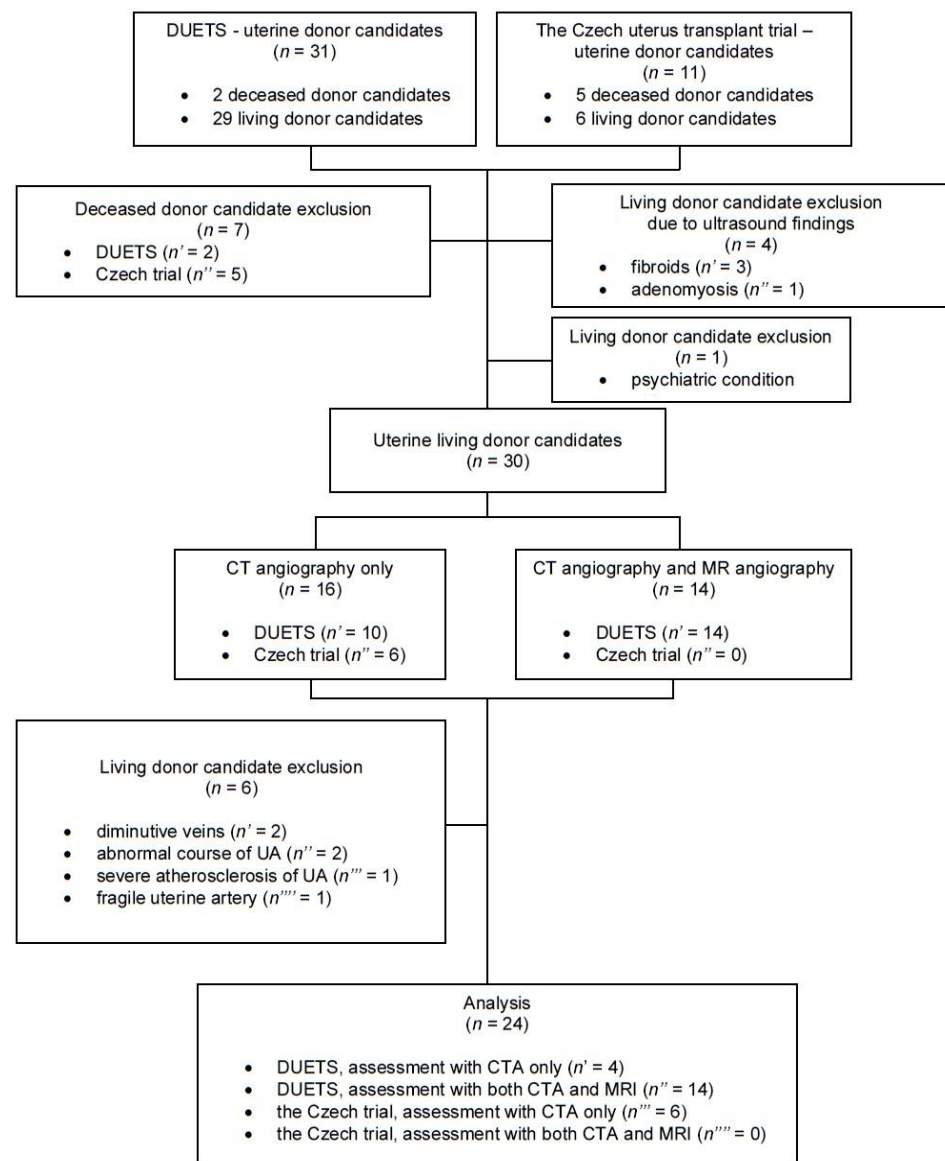 DUETS - uterine donor candidates
(n = 31)
• 2 deceased donor candidates
• 29 living donor candidates
The Czech uterus transplant trial –
uterine donor candidates
(n = 11)
• 5 deceased donor candidates
• 6 living donor candidates
Deceased donor candidate exclusion
(n = 7)
• DUETS (n' = 2)
• Czech trial (n'' = 5)
Living donor candidate exclusion
due to ultrasound findings
(n = 4)
• fibroids (n' = 3)
• adenomyosis (n'' = 1)
Living donor candidate exclusion
(n = 1)
• psychiatric condition
Uterine living donor candidates
(n = 30)
CT angiography only
(n = 16)
• DUETS (n' = 10)
• Czech trial (n'' = 6)
CT angiography and MR angiography
(n = 14)
• DUETS (n' = 14)
• Czech trial (n'' = 0)
Living donor candidate exclusion
(n = 6)
• diminutive veins (n' = 2)
• abnormal course of UA (n'' = 2)
• severe atherosclerosis of UA (n''' = 1)
• fragile uterine artery (n'''' = 1)
Analysis
(n = 24)
• DUETS, assessment with CTA only (n' = 4)
• DUETS, assessment with both CTA and MRI (n'' = 14)
• the Czech trial, assessment with CTA only (n''' = 6)
• the Czech trial, assessment with both CTA and MRI (n'''' = 0)